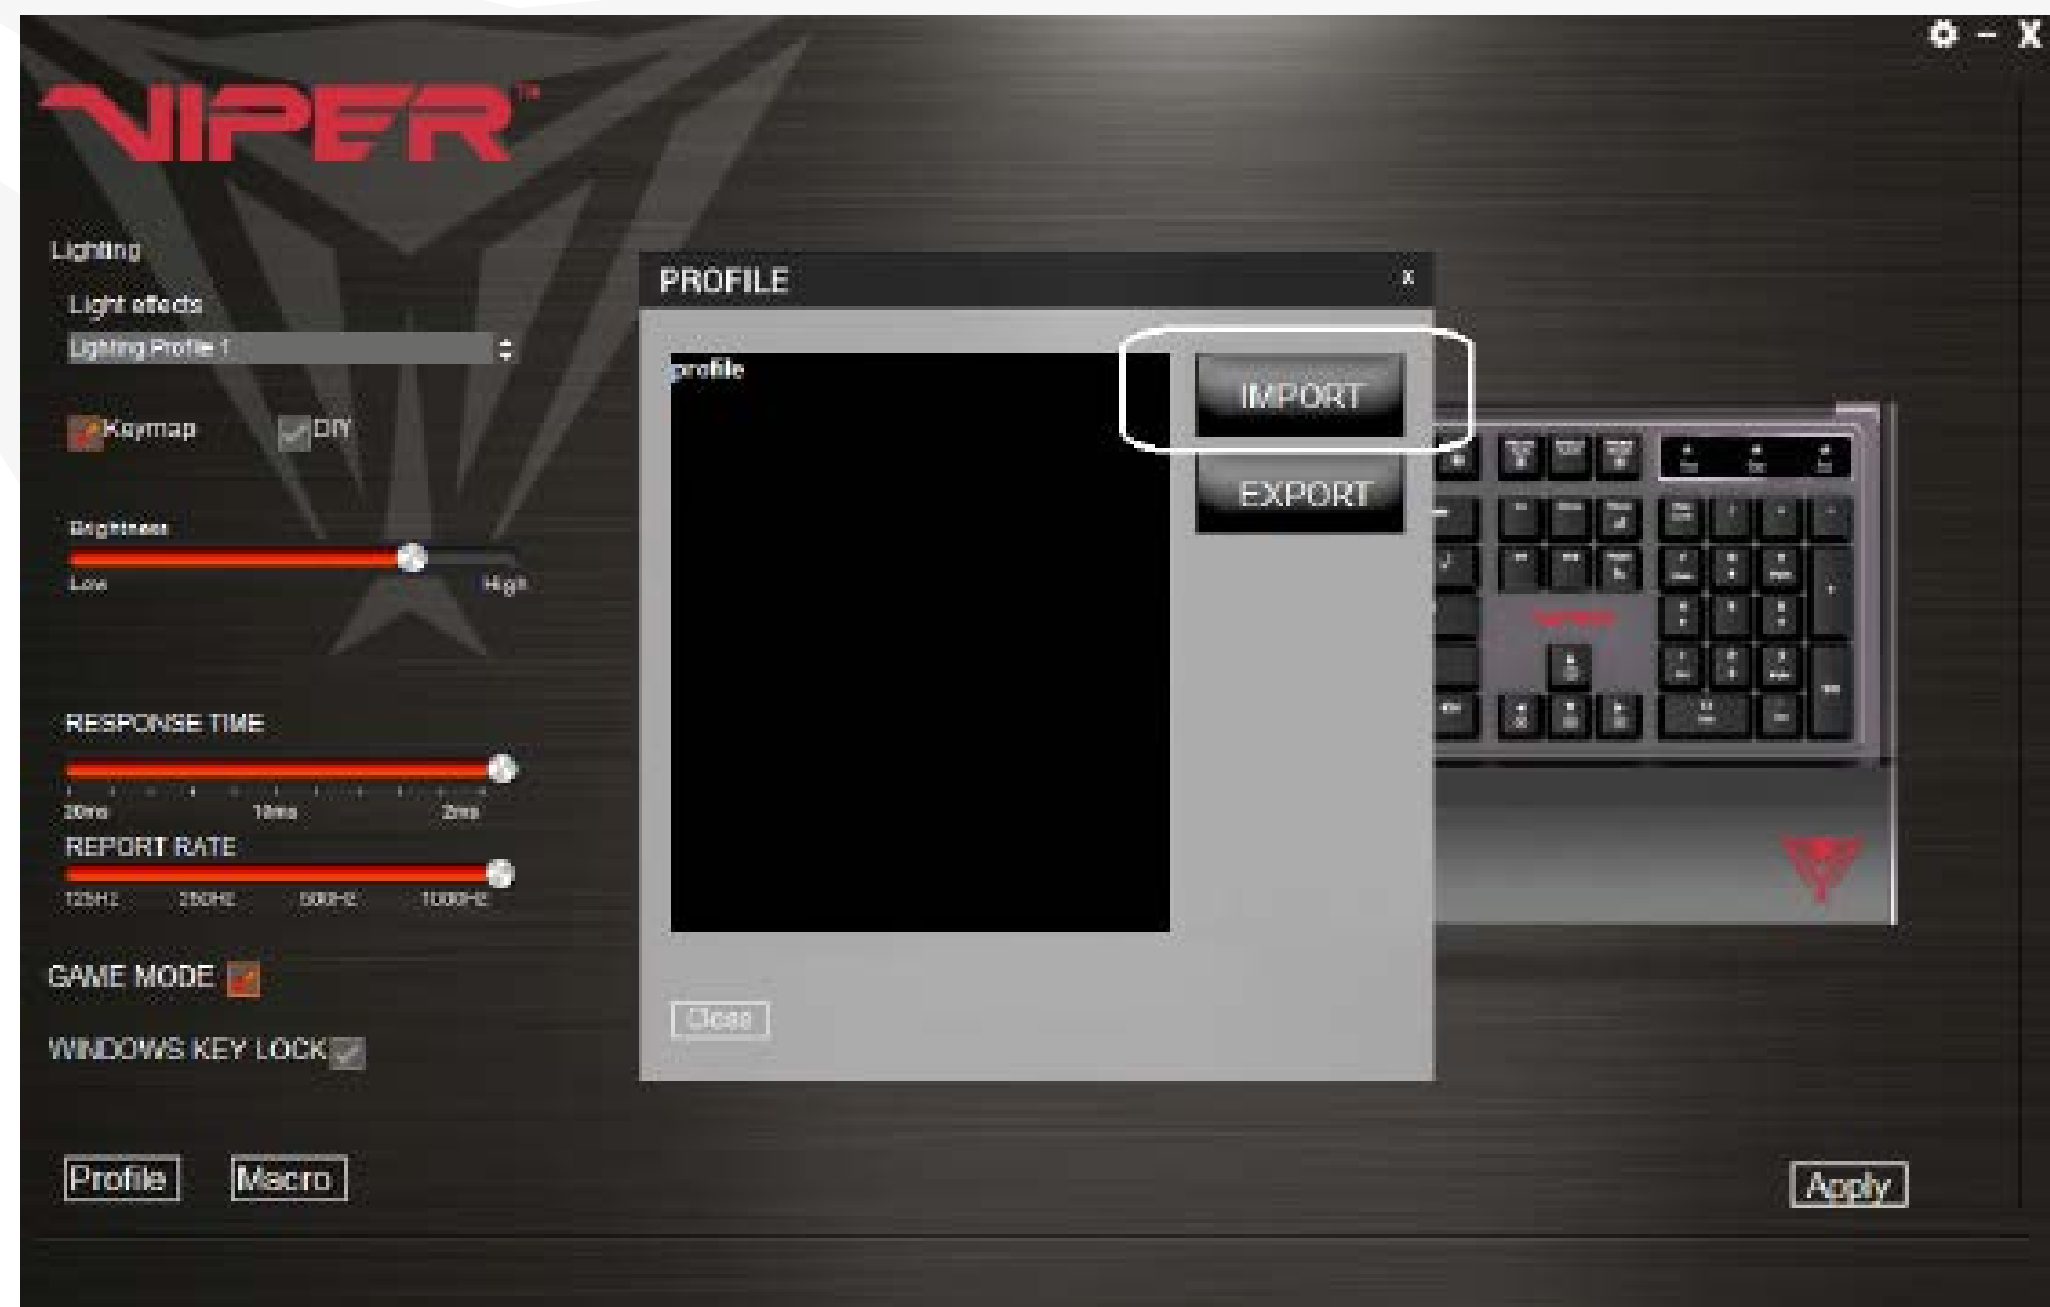 VIPER™
Lighting
Light effects
Lighting Profile 1
Keymap DIY
Brightness
Low High
RESPONSE TIME
20ms 10ms 2ms
REPORT RATE
125Hz 250Hz 500Hz 1000Hz
GAME MODE
WINDOWS KEY LOCK
Profile Macro
PROFILE X
profile
IMPORT
EXPORT
Close
Apply